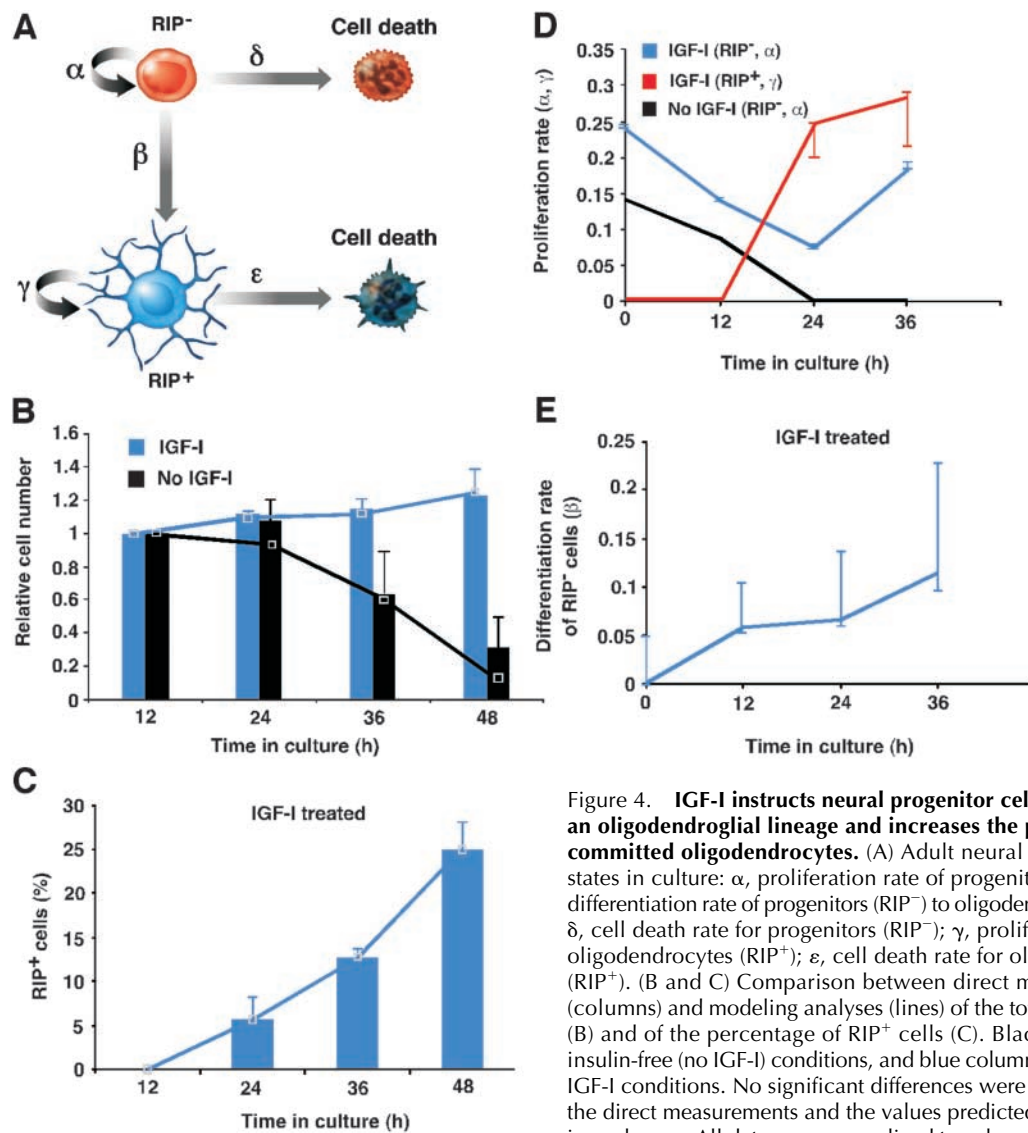 A
RIP-
Cell death
α
δ
β
Cell death
γ
ε
RIP+
B
IGF-I
No IGF-I
Relative cell number
1.6
1.4
1.2
1
0.8
0.6
0.4
0.2
0
12 24 36 48
Time in culture (h)
C
IGF-I treated
RIP+ cells (%)
30
25
20
15
10
5
0
12 24 36 48
Time in culture (h)
D
IGF-I (RIP-, α)
IGF-I (RIP+, γ)
No IGF-I (RIP-, α)
Proliferation rate (α, γ)
0.35
0.3
0.25
0.2
0.15
0.1
0.05
0
0 12 24 36
Time in culture (h)
E
IGF-I treated
Differentiation rate
of RIP- cells (β)
0.25
0.2
0.15
0.1
0.05
0
0 12 24 36
Time in culture (h)
Figure 4. IGF-I instructs neural progenitor cel
an oligodendroglial lineage and increases the p
committed oligodendrocytes. (A) Adult neural
states in culture: α, proliferation rate of progenit
differentiation rate of progenitors (RIP−) to oligoden
δ, cell death rate for progenitors (RIP−); γ, prolif
oligodendrocytes (RIP+); ε, cell death rate for ol
(RIP+). (B and C) Comparison between direct m
(columns) and modeling analyses (lines) of the to
(B) and of the percentage of RIP+ cells (C). Blac
insulin-free (no IGF-I) conditions, and blue column
IGF-I conditions. No significant differences were
the direct measurements and the values predicted